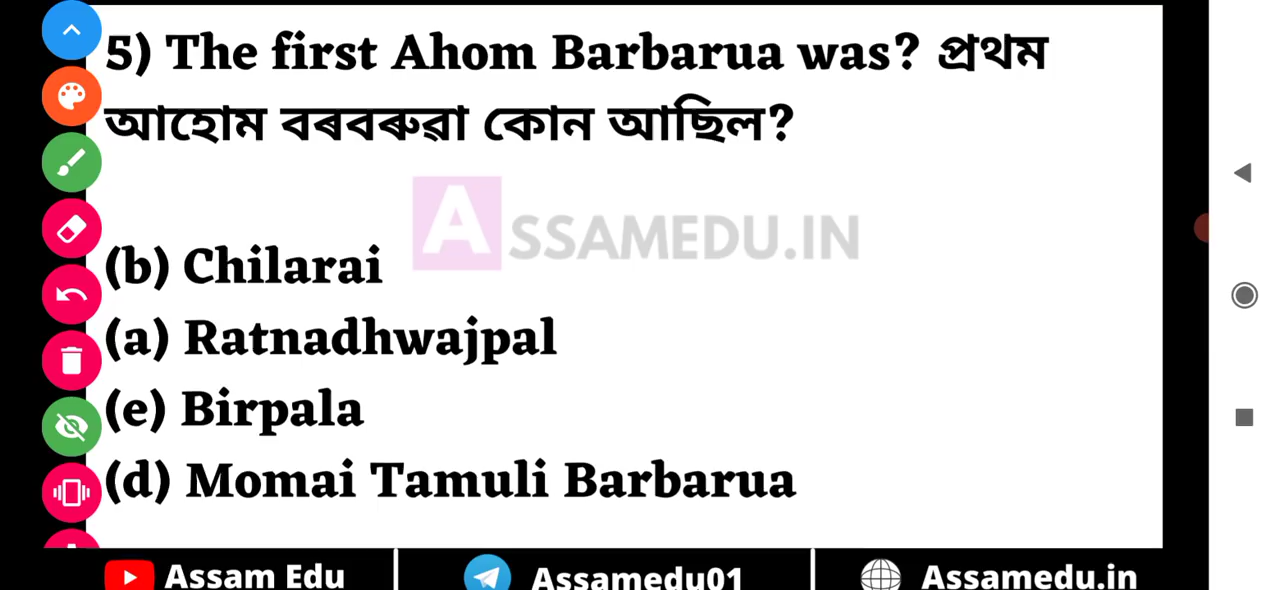 5) The first Ahom Barbarua was? প্ৰথম
আহোম বৰবৰুৱা কোন আছিল?
ASSAMEDU.IN
(b) Chilarai
(a) Ratnadhwajpal
(e) Birpala
(d) Momai Tamuli Barbarua
Assam Edu
Assamedu01
Assamedu.in